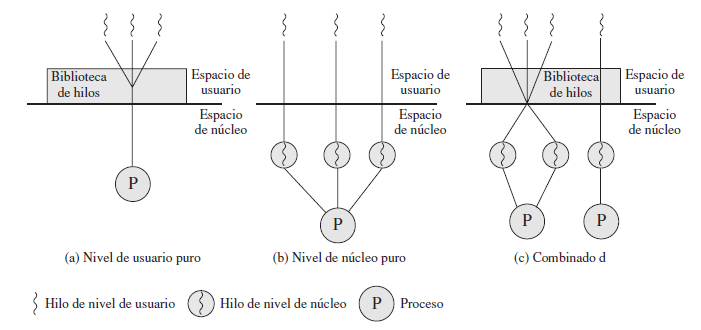 Biblioteca
de hilos
Espacio de
usuario
Espacio
de núcleo
P
(a) Nivel de usuario puro
Espacio de
usuario
Espacio
de núcleo
P
(b) Nivel de núcleo puro
Biblioteca
de hilos
Espacio de
usuario
Espacio
de núcleo
P
P
(c) Combinado d
Hilo de nivel de usuario
Hilo de nivel de núcleo
P Proceso